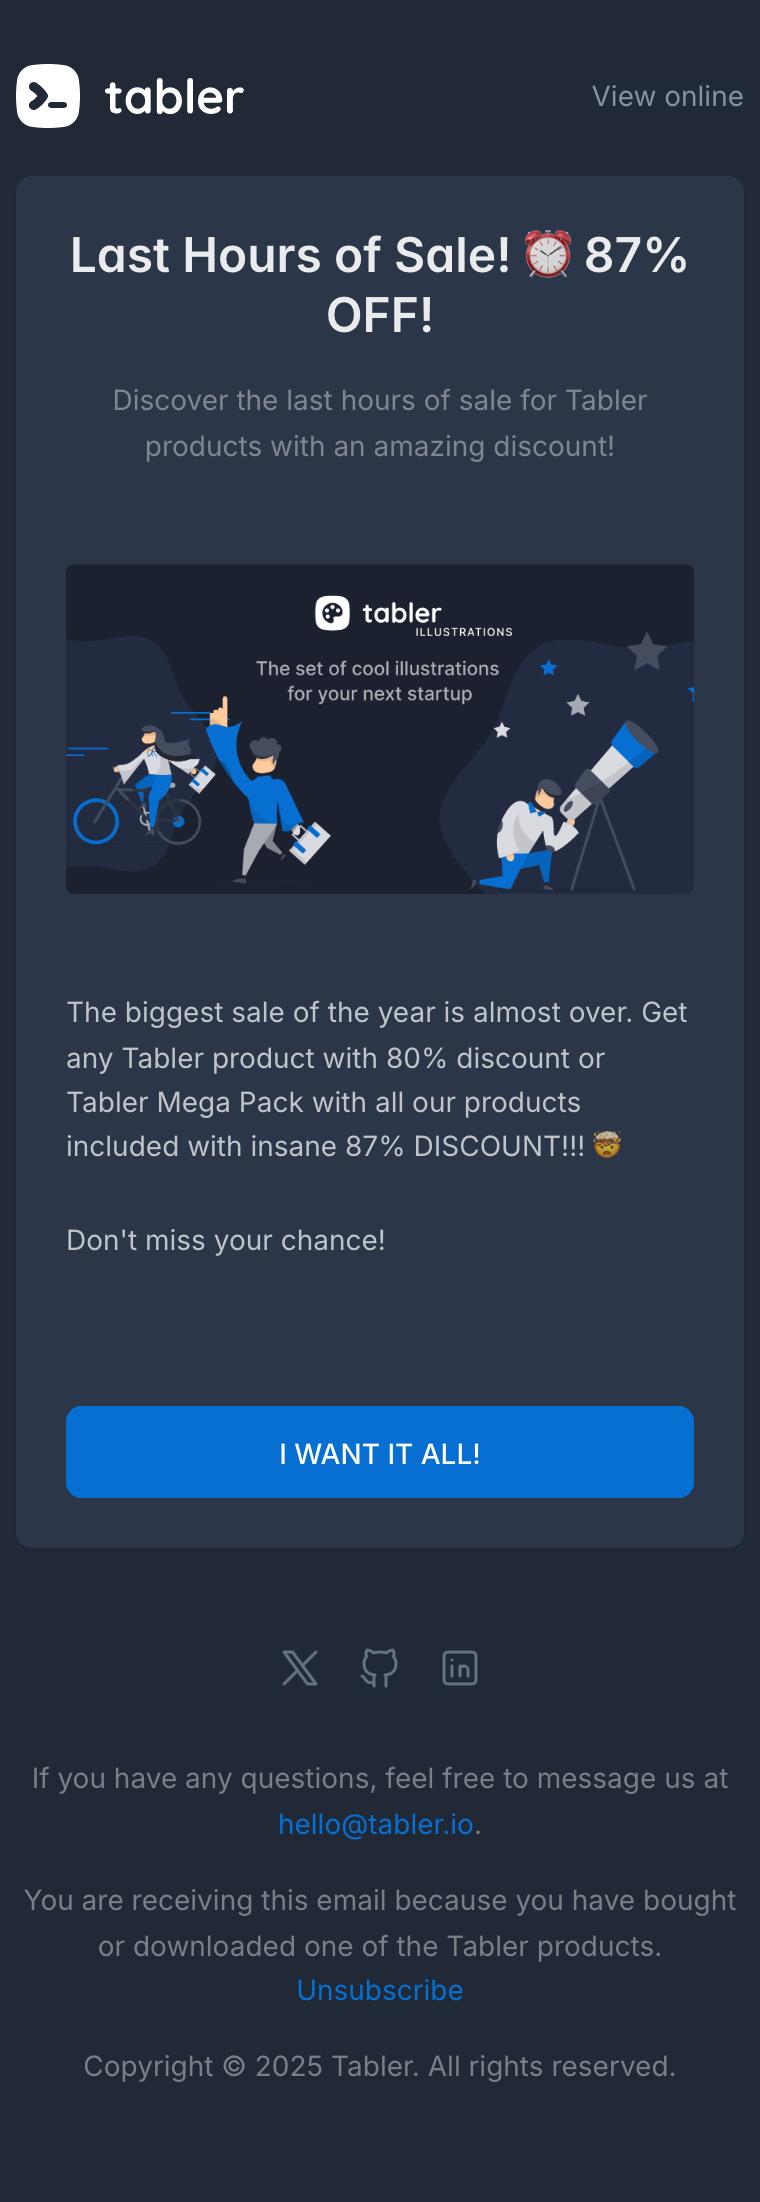 tabler
View online
Last Hours of Sale! ⏰ 87%
OFF!
Discover the last hours of sale for Tabler
products with an amazing discount!
tabler
ILLUSTRATIONS
The set of cool illustrations
for your next startup
The biggest sale of the year is almost over. Get
any Tabler product with 80% discount or
Tabler Mega Pack with all our products
included with insane 87% DISCOUNT!!! 🤯
Don't miss your chance!
I WANT IT ALL!
If you have any questions, feel free to message us at
hello@tabler.io.
You are receiving this email because you have bought
or downloaded one of the Tabler products.
Unsubscribe
Copyright © 2025 Tabler. All rights reserved.